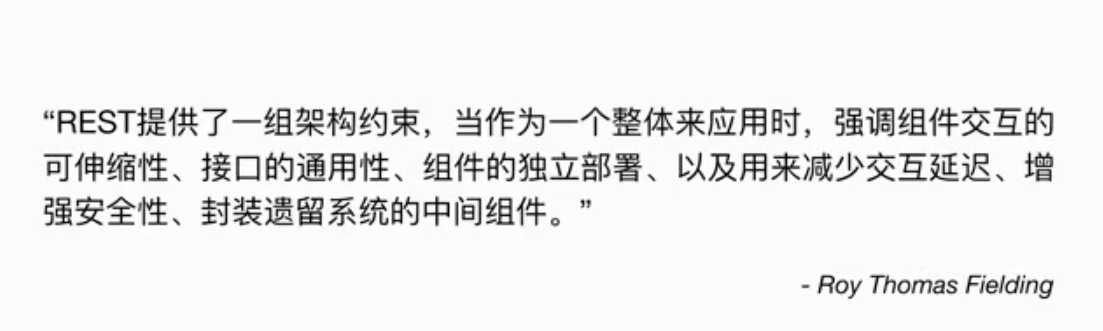 “REST提供了一组架构约束，当作为一个整体来应用时，强调组件交互的
可伸缩性、接口的通用性、组件的独立部署、以及用来减少交互延迟、增
强安全性、封装遗留系统的中间组件。”
- Roy Thomas Fielding